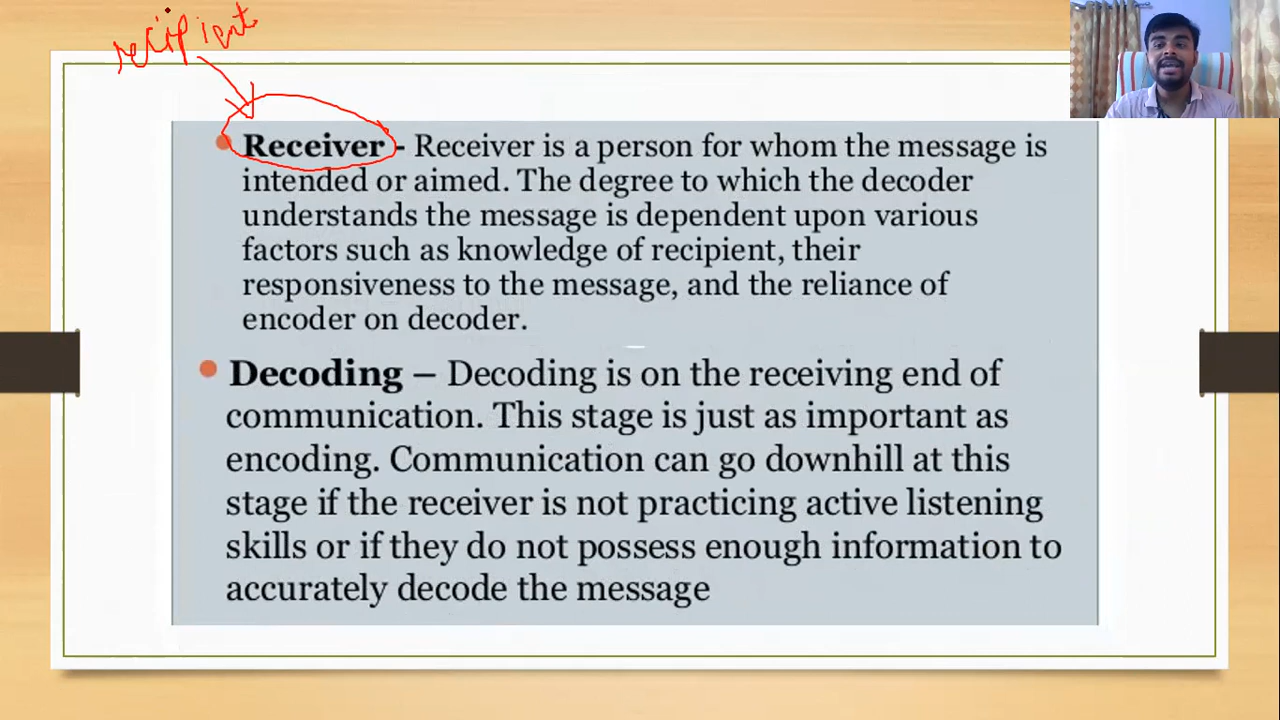 recipient
Receiver - Receiver is a person for whom the message is
intended or aimed. The degree to which the decoder
understands the message is dependent upon various
factors such as knowledge of recipient, their
responsiveness to the message, and the reliance of
encoder on decoder.
Decoding – Decoding is on the receiving end of
communication. This stage is just as important as
encoding. Communication can go downhill at this
stage if the receiver is not practicing active listening
skills or if they do not possess enough information to
accurately decode the message